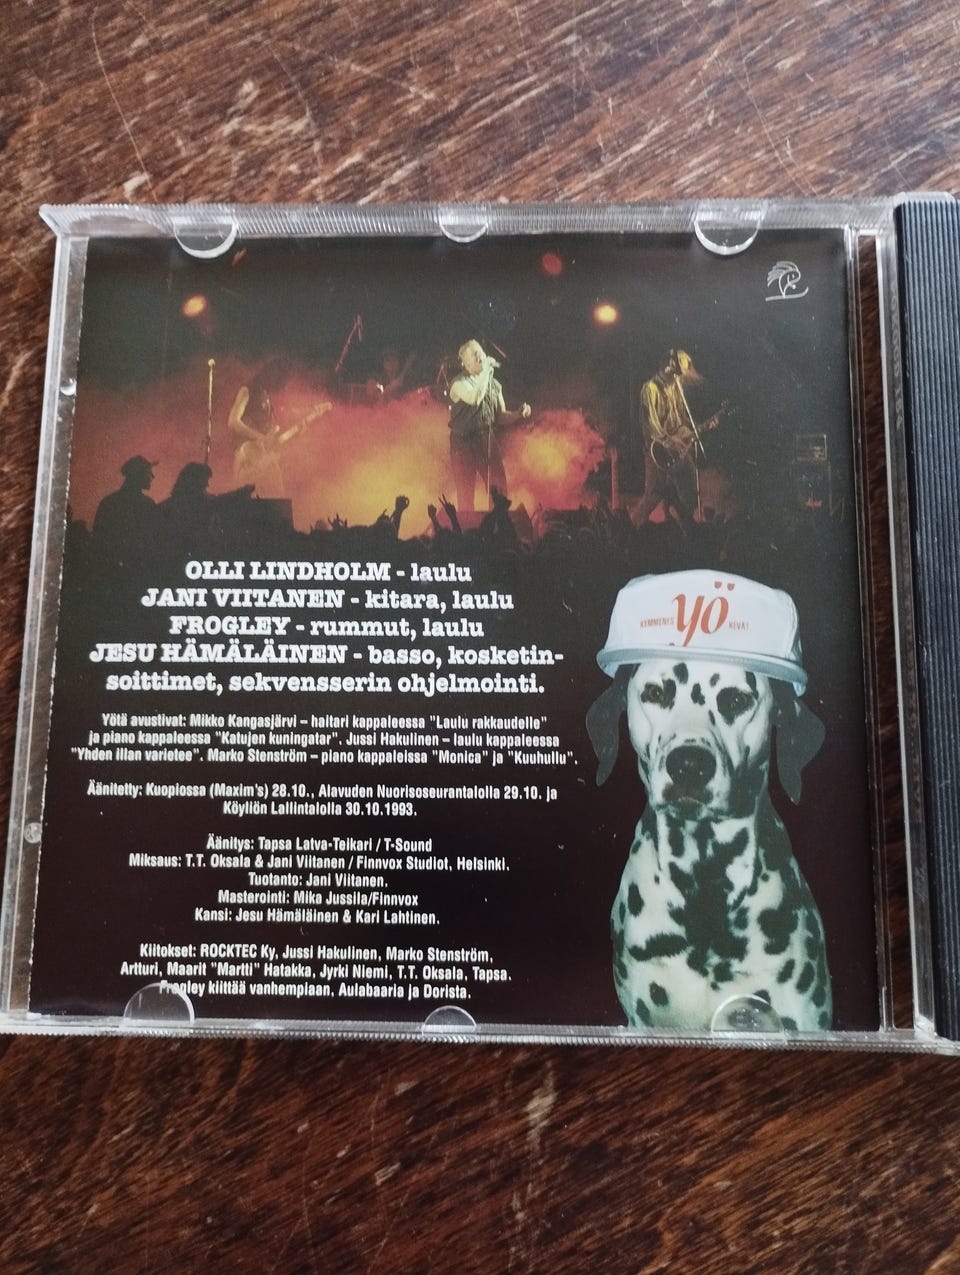 OLLI LINDHOLM - laulu
JANI VIITANEN - kitara, laulu
FROGLEY - rummut, laulu
JESU HÄMÄLÄINEN - basso, kosketin-
soittimet, sekvensserin ohjelmointi.
KYMMENES YÖ KEVÄ!
Yötä avustivat: Mikko Kangasjärvi – haitari kappaleessa "Laulu rakkaudelle"
ja piano kappaleessa "Katujen kuningatar". Jussi Hakulinen – laulu kappaleessa
"Yhden illan varietee". Marko Stenström – piano kappaleissa "Monica" ja "Kuuhullu".
Äänitetty: Kuopiossa (Maxim's) 28.10., Alavuden Nuorisoseurantalolla 29.10. ja
Köyliön Lallintalolla 30.10.1993.
Äänitys: Tapsa Latva-Teikari / T-Sound
Miksaus: T.T. Oksala & Jani Viitanen / Finnvox Studiot, Helsinki.
Tuotanto: Jani Viitanen.
Masterointi: Mika Jussila/Finnvox
Kansi: Jesu Hämäläinen & Kari Lahtinen.
Kiitokset: ROCKTEC Ky, Jussi Hakulinen, Marko Stenström,
Artturi, Maarit "Martti" Hatakka, Jyrki Niemi, T.T. Oksala, Tapsa.
Frogley kiittää vanhempiaan, Aulabaaria ja Dorista.